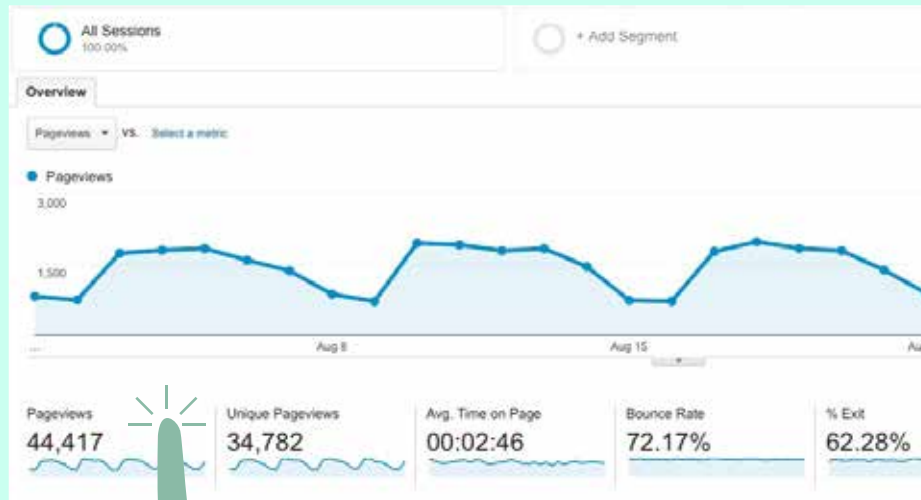 All Sessions
100.00%
+ Add Segment
Overview
Pageviews vs. Select a metric
Pageviews
3,000
1,500
... Aug 8 Aug 15 Au
Pageviews Unique Pageviews Avg. Time on Page Bounce Rate % Exit
44,417 34,782 00:02:46 72.17% 62.28%